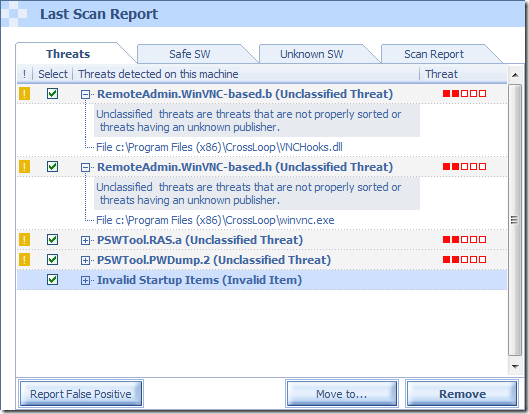 Last Scan Report
Threats
Safe SW
Unknown SW
Scan Report
! Select Threats detected on this machine Threat
! RemoteAdmin.WinVNC-based.b (Unclassified Threat)
Unclassified threats are threats that are not properly sorted or
threats having an unknown publisher.
File c:\Program Files (x86)\CrossLoop\VNCHooks.dll
! RemoteAdmin.WinVNC-based.h (Unclassified Threat)
Unclassified threats are threats that are not properly sorted or
threats having an unknown publisher.
File c:\Program Files (x86)\CrossLoop\winvnc.exe
! PSWTool.RAS.a (Unclassified Threat)
! PSWTool.PWDump.2 (Unclassified Threat)
Invalid Startup Items (Invalid Item)
Report False Positive
Move to...
Remove